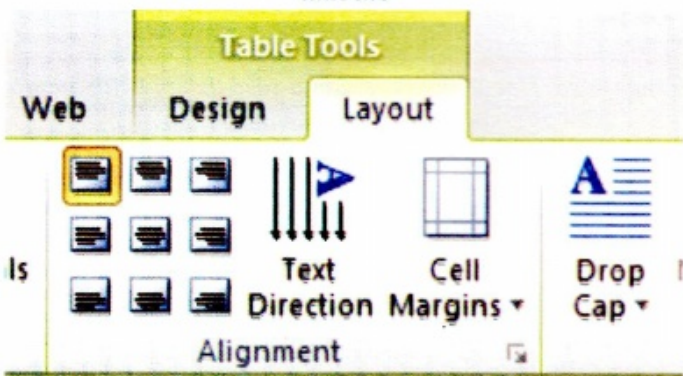 Table Tools
Web Design Layout
Text Direction
Cell Margins
A
Drop Cap
ls
Alignment